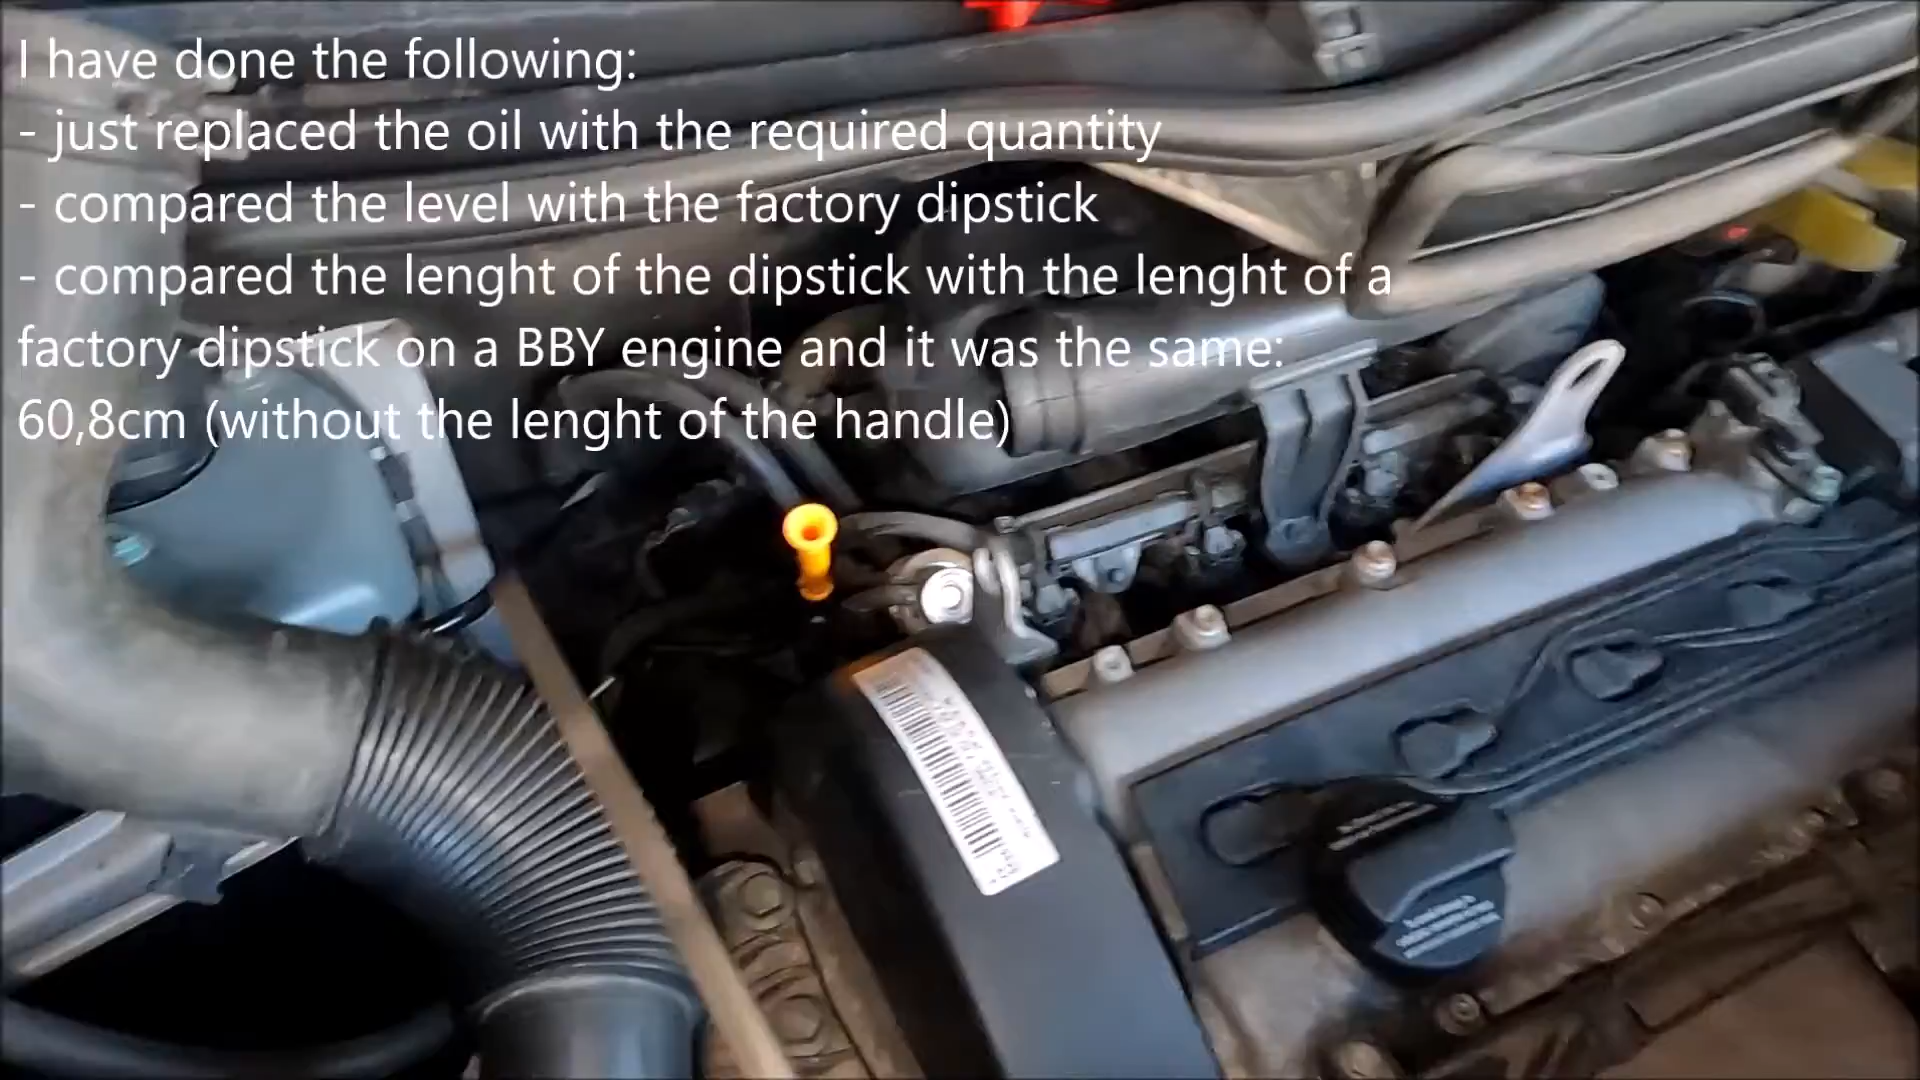 I have done the following:
- just replaced the oil with the required quantity
- compared the level with the factory dipstick
- compared the lenght of the dipstick with the lenght of a
factory dipstick on a BBY engine and it was the same:
60,8cm (without the lenght of the handle)